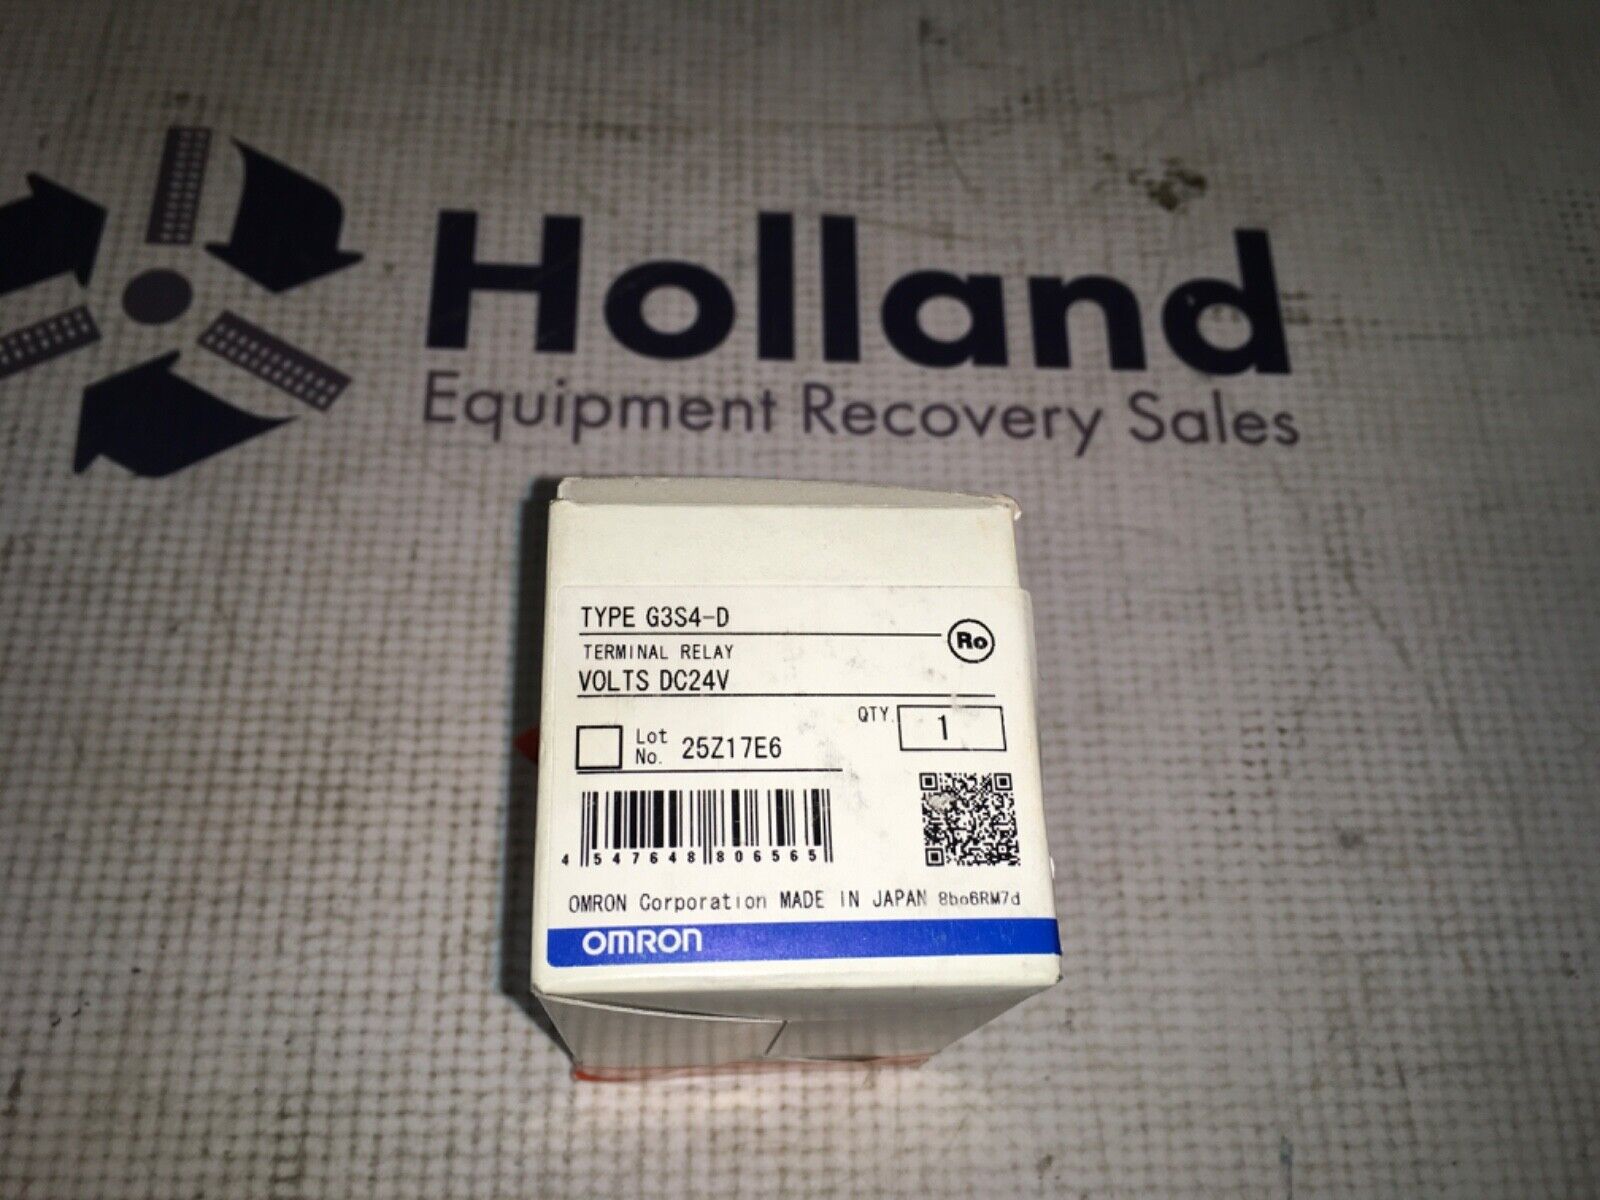 Holland
Equipment Recovery Sales
TYPE G3S4-D
Ro
TERMINAL RELAY
VOLTS DC24V
QTY. 1
Lot No. 25Z17E6
4 547648 806565
OMRON Corporation MADE IN JAPAN 8bo6RM7d
OMRON